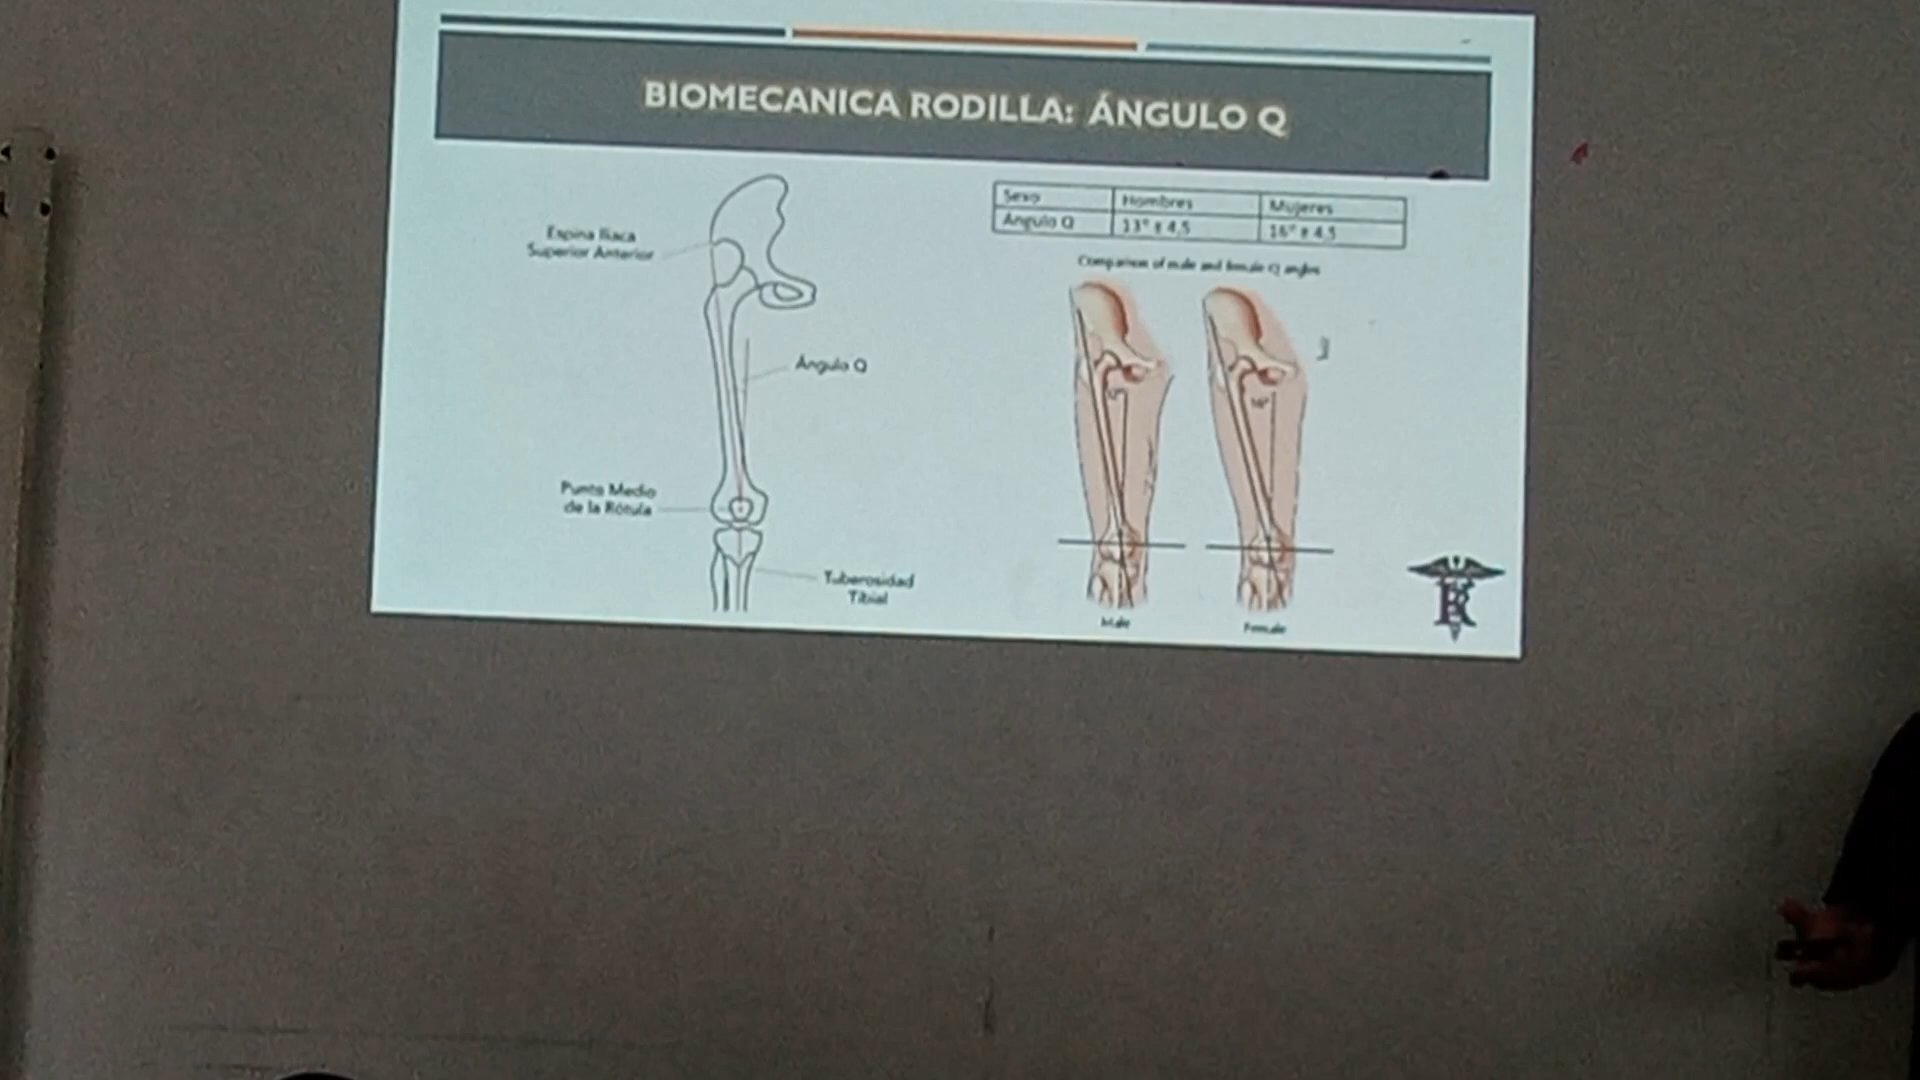 BIOMECANICA RODILLA: ÁNGULO Q
Espina Iliaca
Superior Anterior
Ángulo Q
Punto Medio
de la Rótula
Tuberosidad
Tibial
Sexo Hombres Mujeres
Ángulo Q 13° ± 4,5 16° ± 4,5
Comparison of male and female Q angles
Male Female